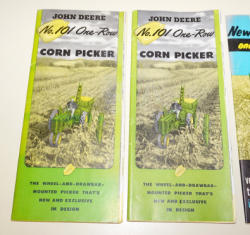 JOHN DEERE
No. 101 One-Row
CORN PICKER
THE WHEEL-AND-DRAWBAR-
MOUNTED PICKER THAT'S
NEW AND EXCLUSIVE
IN DESIGN
JOHN DEERE
No. 101 One-Row
CORN PICKER
THE WHEEL-AND-DRAWBAR-
MOUNTED PICKER THAT'S
NEW AND EXCLUSIVE
IN DESIGN
New